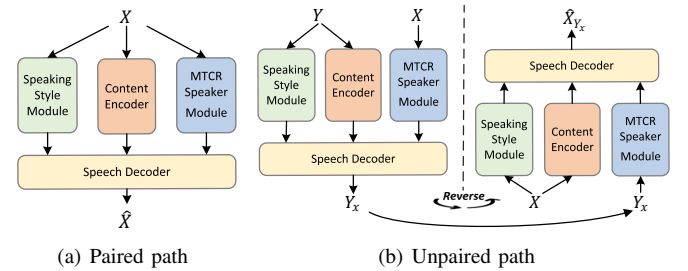 X
Speaking
Style
Module
Content
Encoder
MTCR
Speaker
Module
Speech Decoder
X̂
(a) Paired path
Y
X
Speaking
Style
Module
Content
Encoder
MTCR
Speaker
Module
Speech Decoder
Yₓ
Reverse
X̂_{Yₓ}
Speech Decoder
Speaking
Style
Module
Content
Encoder
MTCR
Speaker
Module
X
Yₓ
(b) Unpaired path